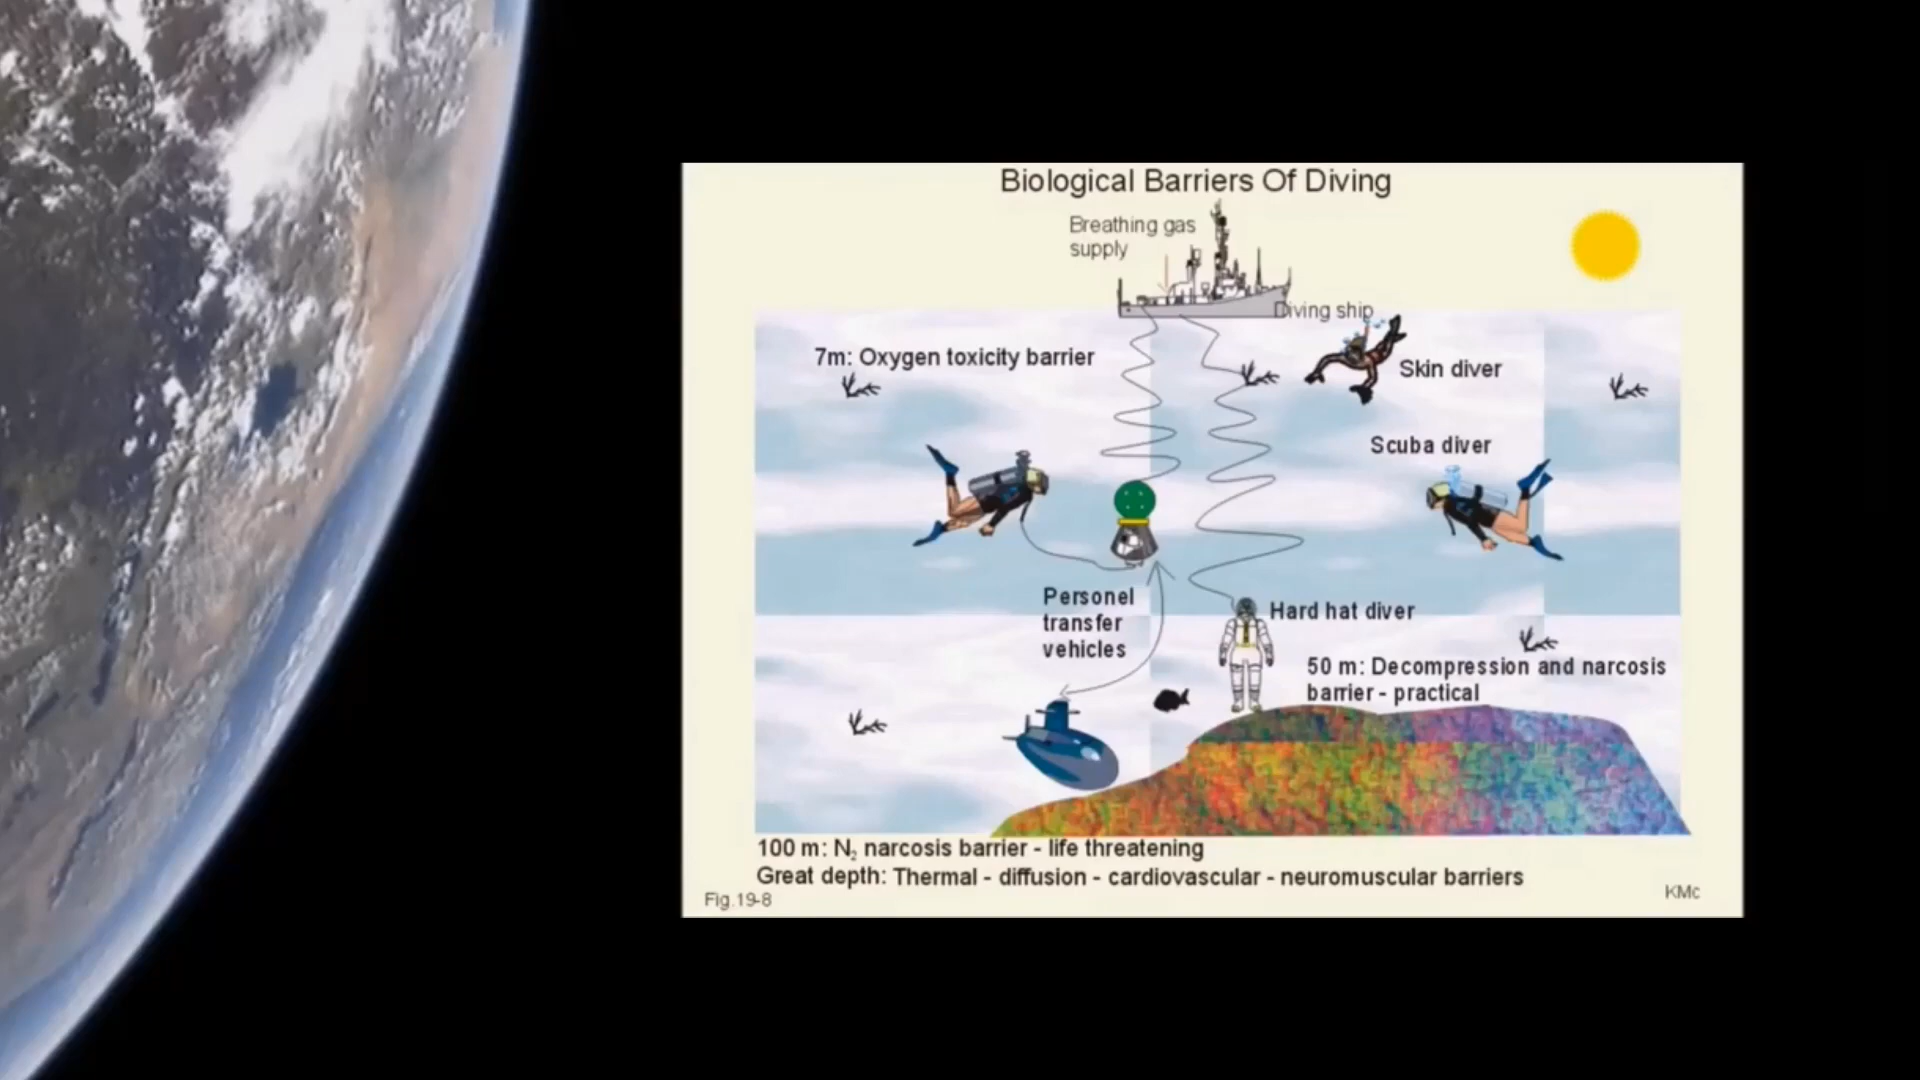 Biological Barriers Of Diving
Breathing gas
supply
Diving ship
7m: Oxygen toxicity barrier
Skin diver
Scuba diver
Personel
transfer
vehicles
Hard hat diver
50 m: Decompression and narcosis
barrier - practical
100 m: N₂ narcosis barrier - life threatening
Great depth: Thermal - diffusion - cardiovascular - neuromuscular barriers
Fig.19-8
KMc